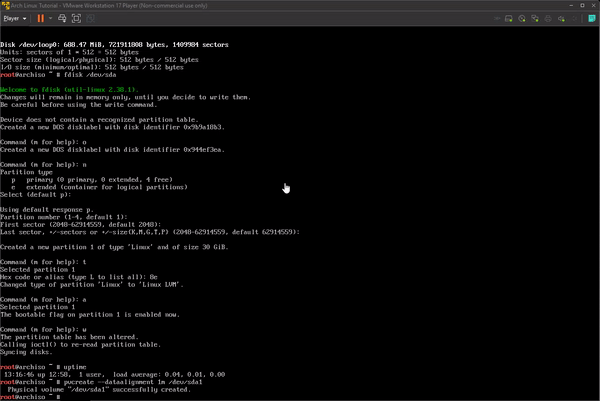 Arch Linux Tutorial - VMware Workstation 17 Player (Non-commercial use only)
Player
Disk /dev/loop0: 688.47 MiB, 721911808 bytes, 1409984 sectors
Units: sectors of 1 * 512 = 512 bytes
Sector size (logical/physical): 512 bytes / 512 bytes
I/O size (minimum/optimal): 512 bytes / 512 bytes
root@archiso ~ # fdisk /dev/sda
Welcome to fdisk (util-linux 2.38.1).
Changes will remain in memory only, until you decide to write them.
Be careful before using the write command.
Device does not contain a recognized partition table.
Created a new DOS disklabel with disk identifier 0x9b9a18b3.
Command (m for help): o
Created a new DOS disklabel with disk identifier 0x944ef3ea.
Command (m for help): n
Partition type
p primary (0 primary, 0 extended, 4 free)
e extended (container for logical partitions)
Select (default p):
Using default response p.
Partition number (1-4, default 1):
First sector (2048-62914559, default 2048):
Last sector, +/-sectors or +/-size{K,M,G,T,P} (2048-62914559, default 62914559):
Created a new partition 1 of type 'Linux' and of size 30 GiB.
Command (m for help): t
Selected partition 1
Hex code or alias (type L to list all): 8e
Changed type of partition 'Linux' to 'Linux LVM'.
Command (m for help): a
Selected partition 1
The bootable flag on partition 1 is enabled now.
Command (m for help): w
The partition table has been altered.
Calling ioctl() to re-read partition table.
Syncing disks.
root@archiso ~ # uptime
13:16:46 up 12:58, 1 user, load average: 0.04, 0.01, 0.00
root@archiso ~ # pvcreate --dataalignment 1m /dev/sda1
Physical volume "/dev/sda1" successfully created.
root@archiso ~ #